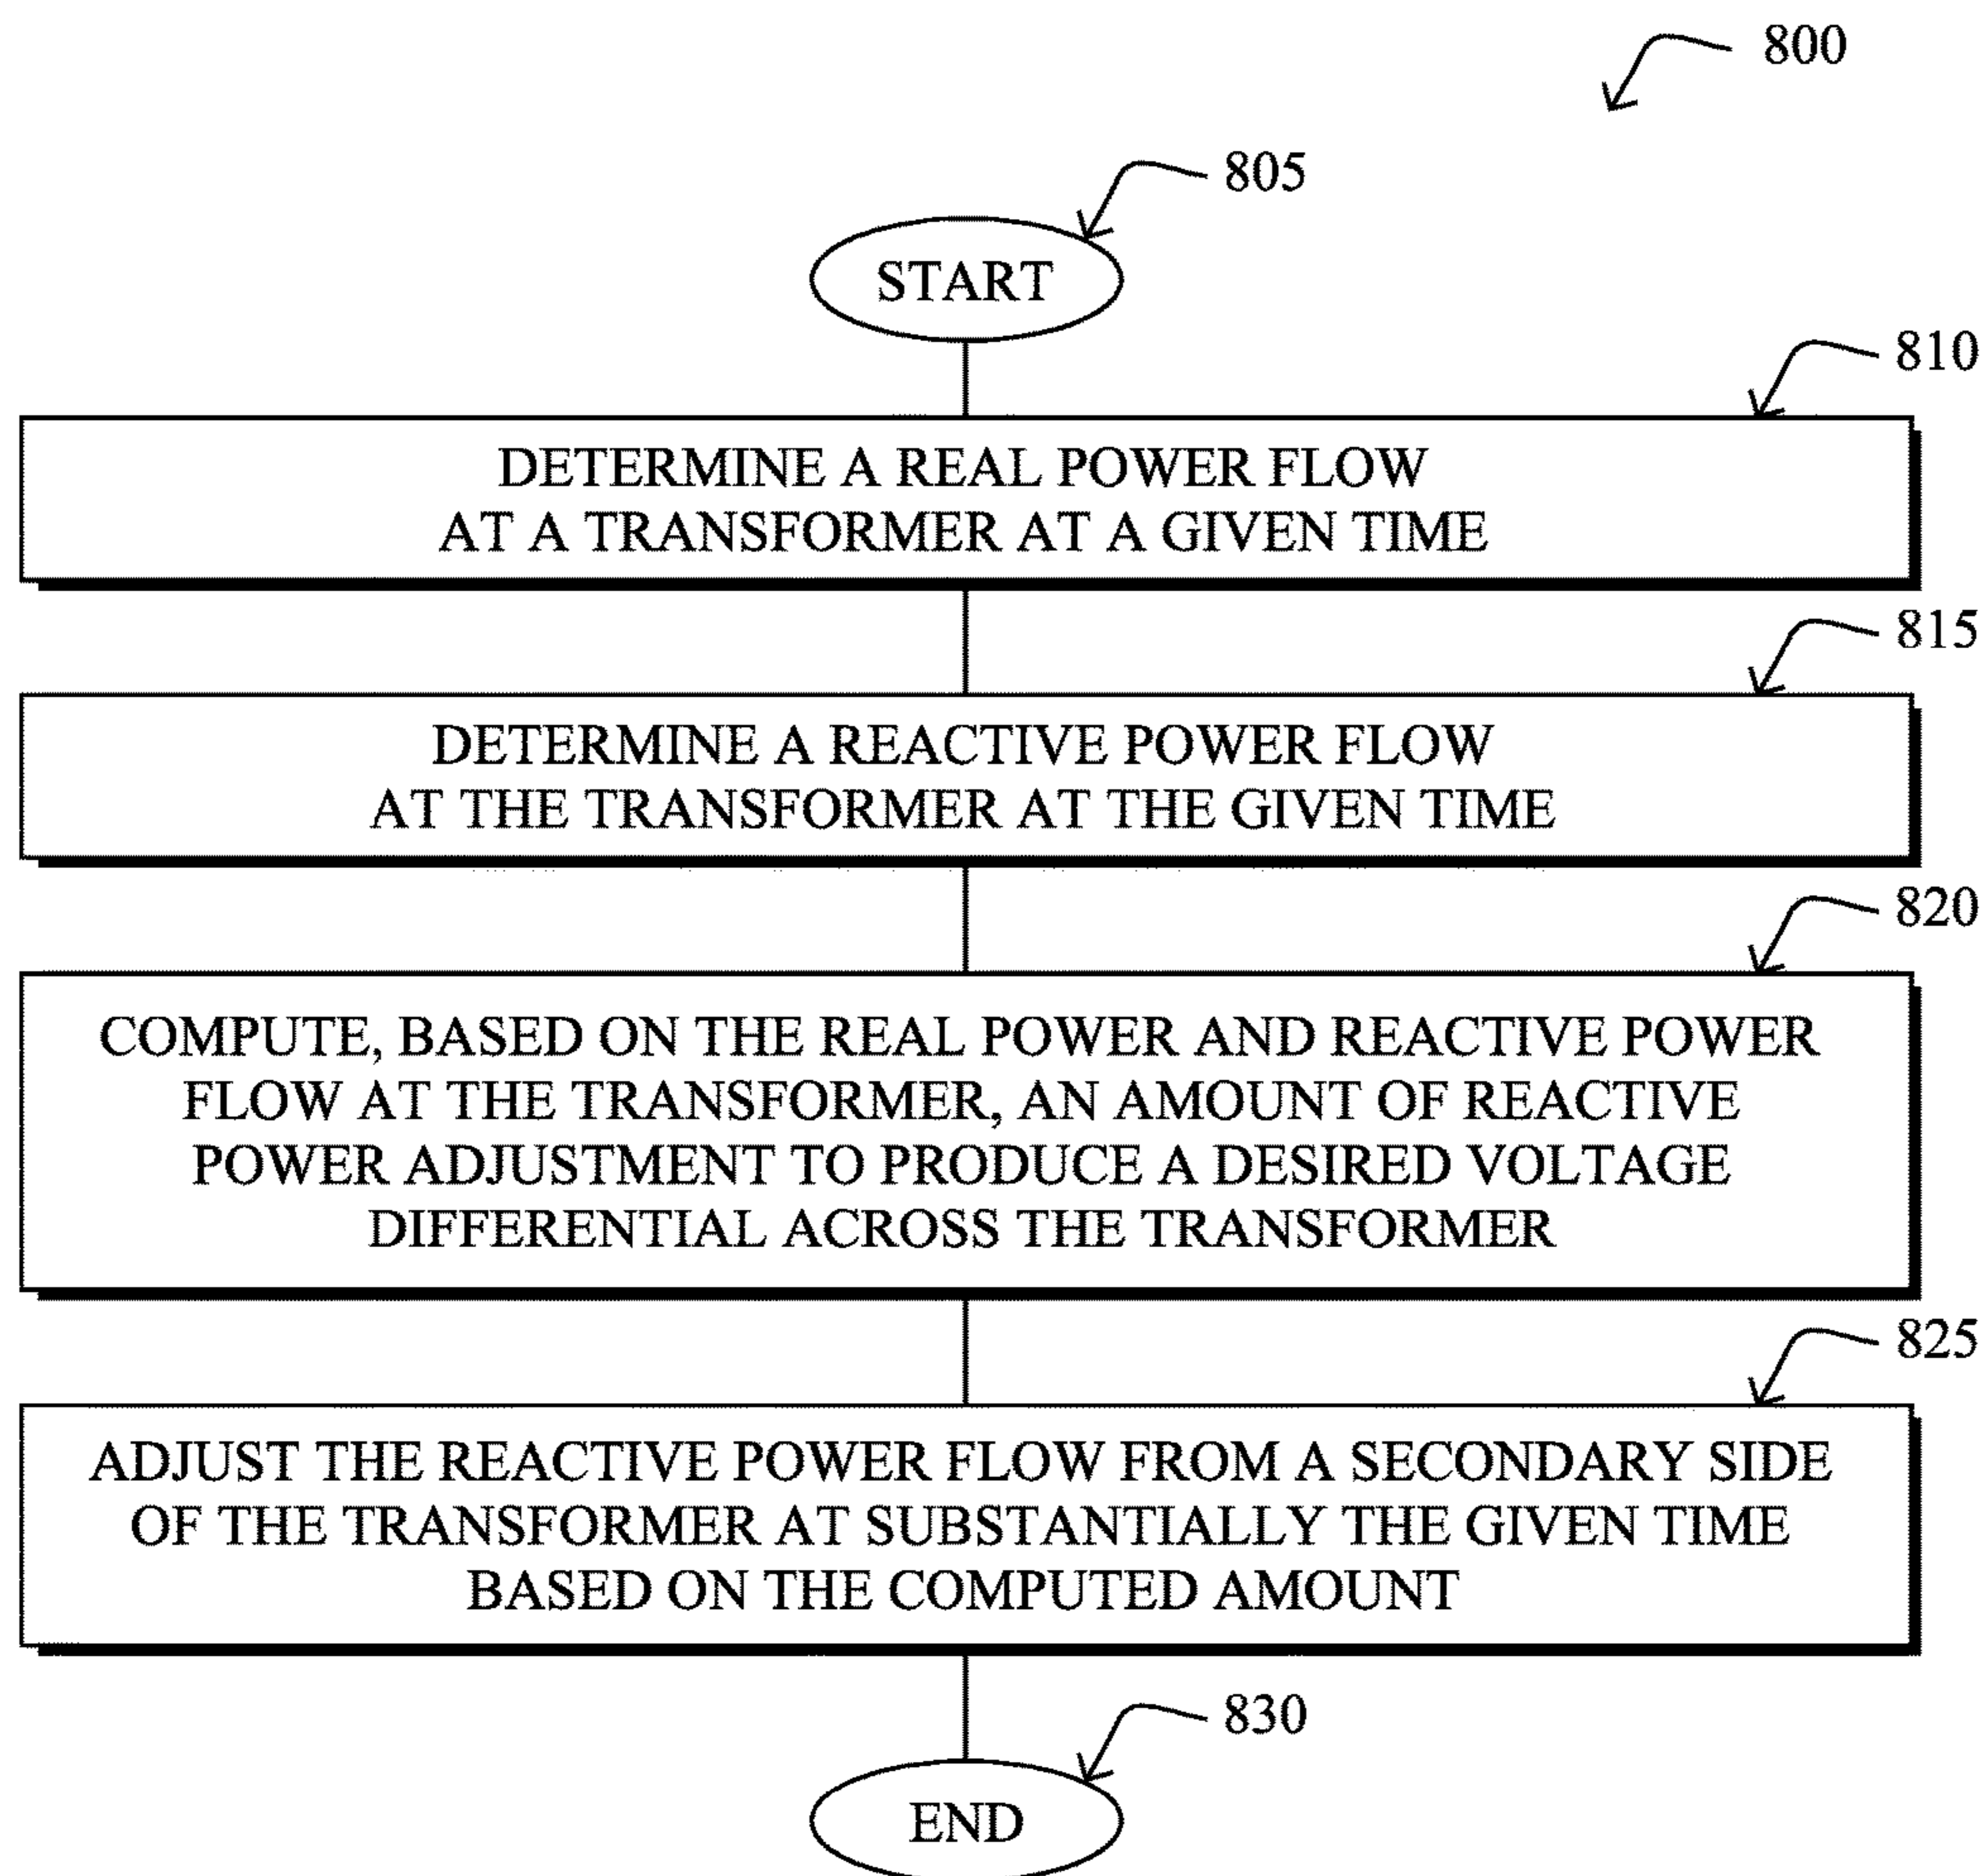 800
805
START
810
DETERMINE A REAL POWER FLOW
AT A TRANSFORMER AT A GIVEN TIME
815
DETERMINE A REACTIVE POWER FLOW
AT THE TRANSFORMER AT THE GIVEN TIME
820
COMPUTE, BASED ON THE REAL POWER AND REACTIVE POWER
FLOW AT THE TRANSFORMER, AN AMOUNT OF REACTIVE
POWER ADJUSTMENT TO PRODUCE A DESIRED VOLTAGE
DIFFERENTIAL ACROSS THE TRANSFORMER
825
ADJUST THE REACTIVE POWER FLOW FROM A SECONDARY SIDE
OF THE TRANSFORMER AT SUBSTANTIALLY THE GIVEN TIME
BASED ON THE COMPUTED AMOUNT
830
END